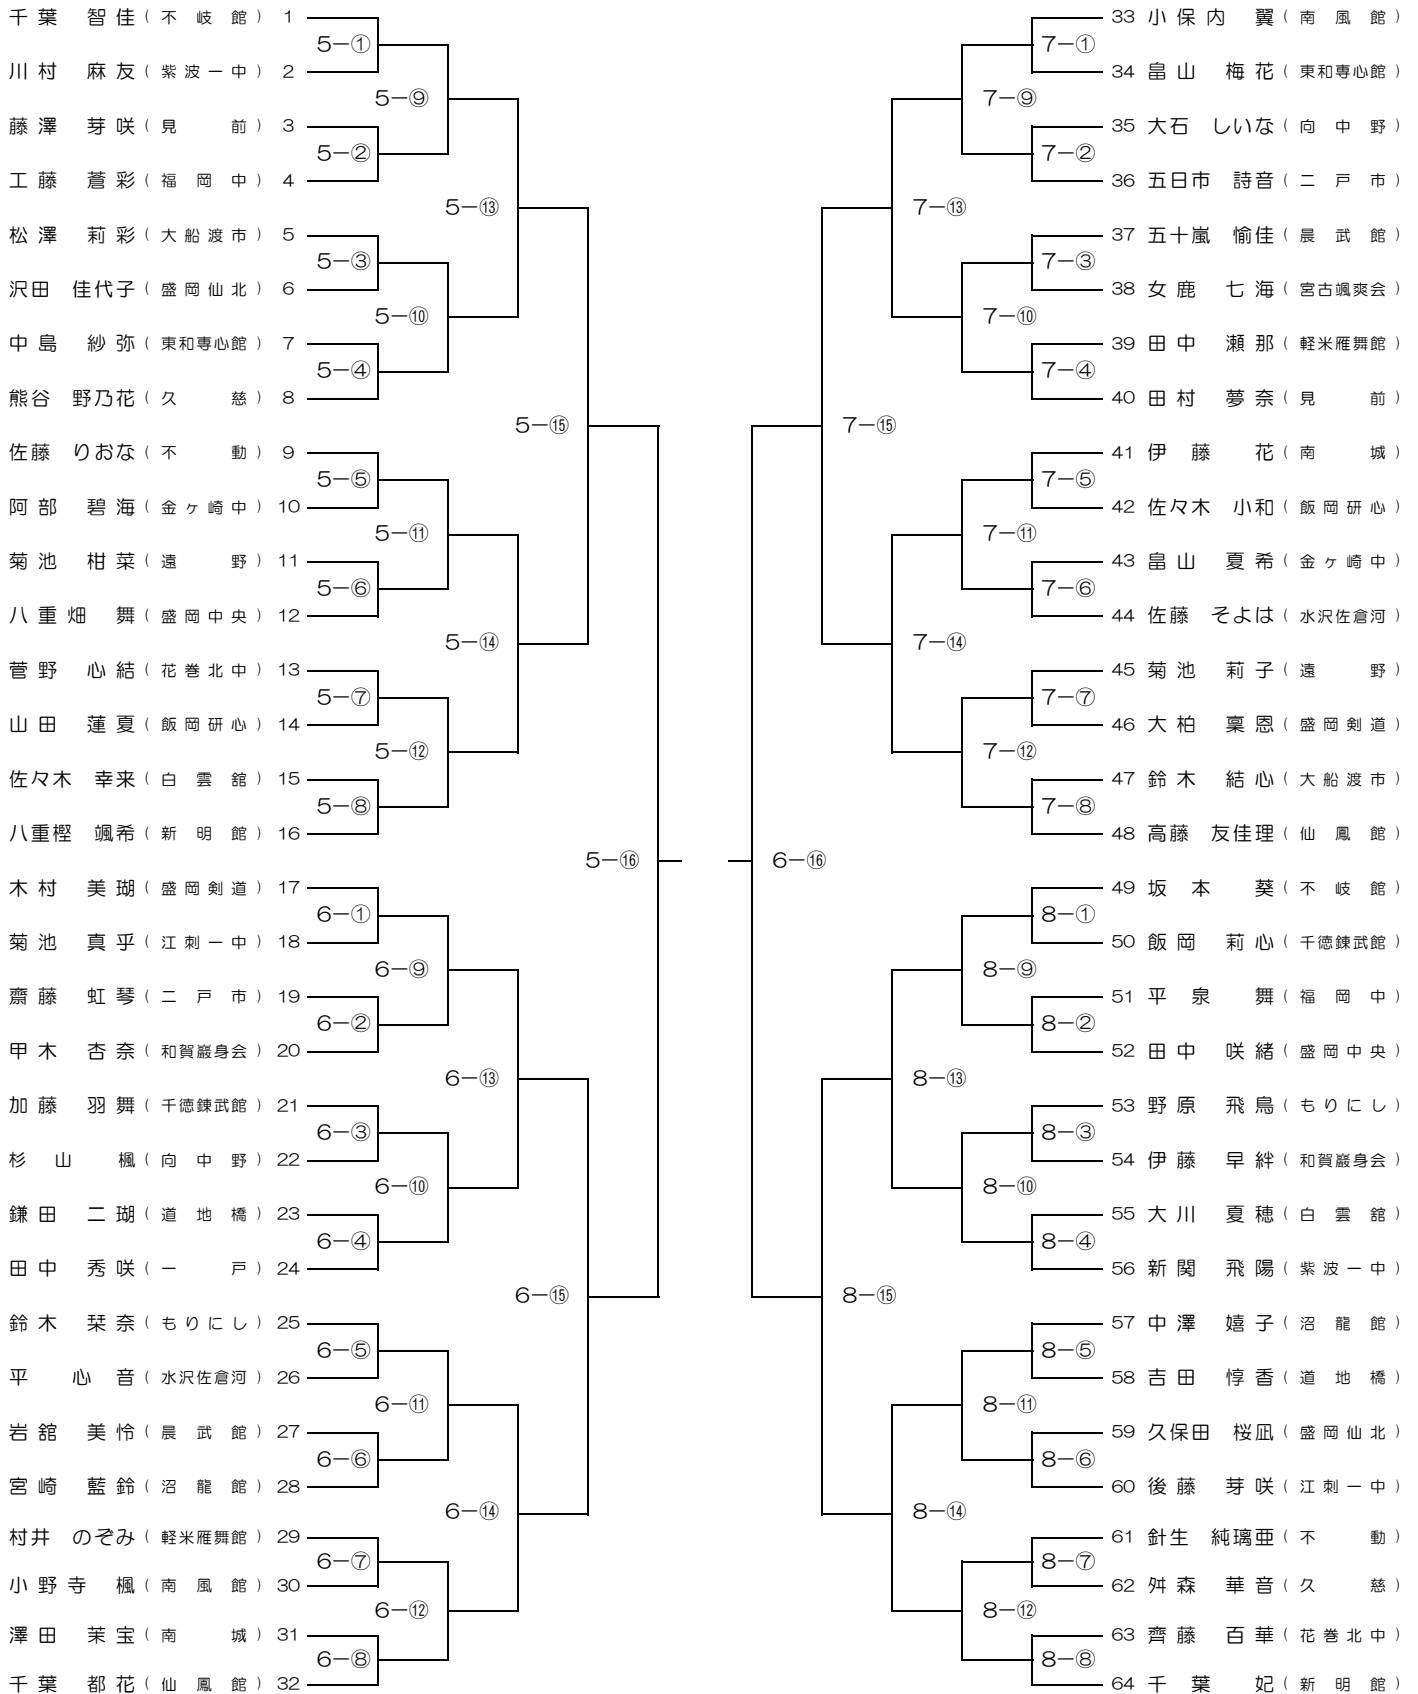 千葉 智佳（不岐館）1
5－①
川村 麻友（紫波一中）2
5－⑨
藤澤 芽咲（見前）3
5－②
工藤 蒼彩（福岡中）4
5－⑬
松澤 莉彩（大船渡市）5
5－③
沢田 佳代子（盛岡仙北）6
5－⑩
中島 紗弥（東和専心館）7
5－④
熊谷 野乃花（久慈）8
5－⑮
佐藤 りおな（不動）9
5－⑤
阿部 碧海（金ヶ崎中）10
5－⑪
菊池 柑菜（遠野）11
5－⑥
八重畑 舞（盛岡中央）12
5－⑭
菅野 心結（花巻北中）13
5－⑦
山田 蓮夏（飯岡研心）14
5－⑫
佐々木 幸来（白雲舘）15
5－⑧
八重樫 颯希（新明館）16
5－⑯
木村 美瑚（盛岡剣道）17
6－①
菊池 真乎（江刺一中）18
6－⑨
齋藤 虹琴（二戸市）19
6－②
甲木 杏奈（和賀巌身会）20
6－⑬
加藤 羽舞（千徳錬武館）21
6－③
杉山 楓（向中野）22
6－⑩
鎌田 二瑚（道地橋）23
6－④
田中 秀咲（一戸）24
6－⑮
鈴木 栞奈（もりにし）25
6－⑤
平 心音（水沢佐倉河）26
6－⑪
岩舘 美怜（晨武館）27
6－⑥
宮崎 藍鈴（沼龍館）28
6－⑭
村井 のぞみ（軽米雁舞館）29
6－⑦
小野寺 楓（南風館）30
6－⑫
澤田 茉宝（南城）31
6－⑧
千葉 都花（仙鳳館）32
33 小保内 翼（南風館）
7－①
34 畠山 梅花（東和専心館）
7－⑨
35 大石 しいな（向中野）
7－②
36 五日市 詩音（二戸市）
7－⑬
37 五十嵐 愉佳（晨武館）
7－③
38 女鹿 七海（宮古颯爽会）
7－⑩
39 田中 瀬那（軽米雁舞館）
7－④
40 田村 夢奈（見前）
7－⑮
41 伊藤 花（南城）
7－⑤
42 佐々木 小和（飯岡研心）
7－⑪
43 畠山 夏希（金ヶ崎中）
7－⑥
44 佐藤 そよは（水沢佐倉河）
7－⑭
45 菊池 莉子（遠野）
7－⑦
46 大柏 稟恩（盛岡剣道）
7－⑫
47 鈴木 結心（大船渡市）
7－⑧
48 高藤 友佳理（仙鳳館）
6－⑯
49 坂本 葵（不岐館）
8－①
50 飯岡 莉心（千徳錬武館）
8－⑨
51 平泉 舞（福岡中）
8－②
52 田中 咲緒（盛岡中央）
8－⑬
53 野原 飛鳥（もりにし）
8－③
54 伊藤 早絆（和賀巌身会）
8－⑩
55 大川 夏穂（白雲舘）
8－④
56 新関 飛陽（紫波一中）
8－⑮
57 中澤 嬉子（沼龍館）
8－⑤
58 吉田 惇香（道地橋）
8－⑪
59 久保田 桜凪（盛岡仙北）
8－⑥
60 後藤 芽咲（江刺一中）
8－⑭
61 針生 純璃亜（不動）
8－⑦
62 舛森 華音（久慈）
8－⑫
63 齊藤 百華（花巻北中）
8－⑧
64 千葉 妃（新明館）